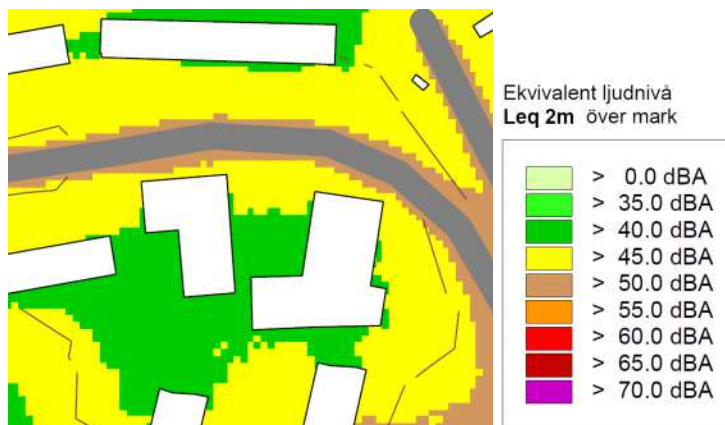 Ekvivalent ljudnivå
Leq 2m över mark
> 0.0 dBA
> 35.0 dBA
> 40.0 dBA
> 45.0 dBA
> 50.0 dBA
> 55.0 dBA
> 60.0 dBA
> 65.0 dBA
> 70.0 dBA